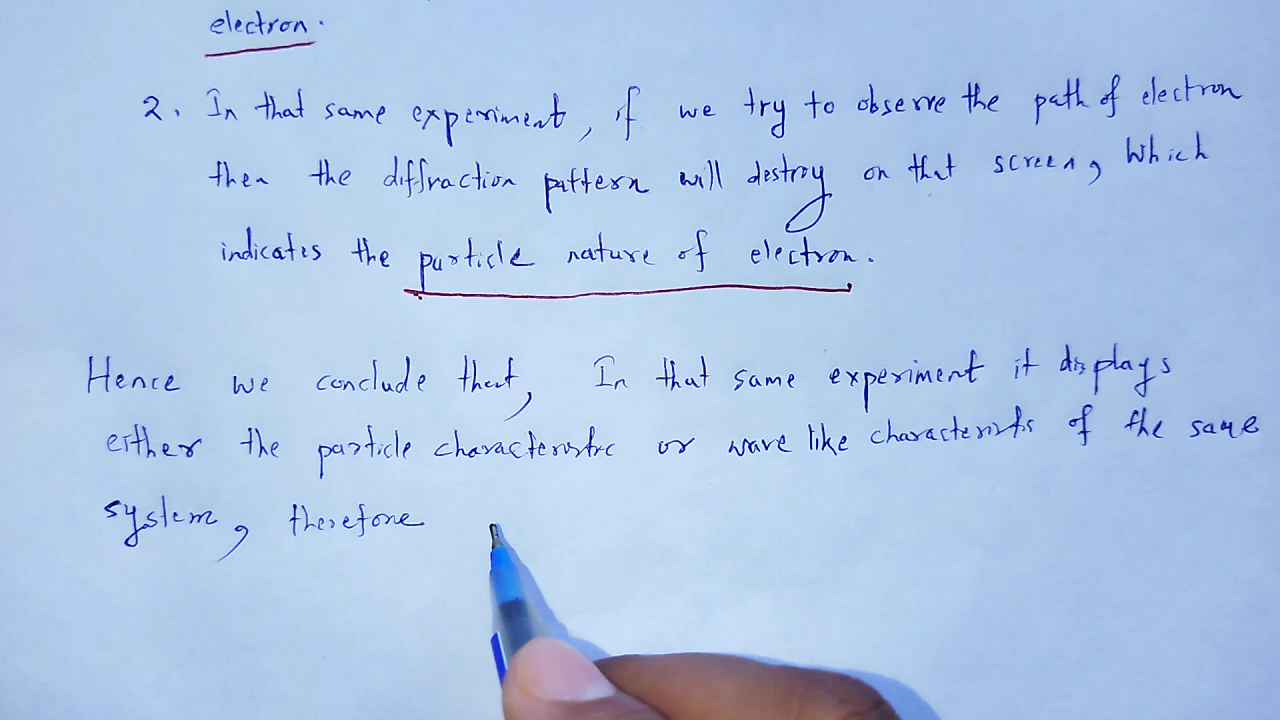 electron.
2. In that same experiment, if we try to observe the path of electron
then the diffraction pattern will destroy on that screen, Which
indicates the particle nature of electron.
Hence we conclude that, In that same experiment it displays
either the particle characteristic or wave like characteristis of the same
system, therefore